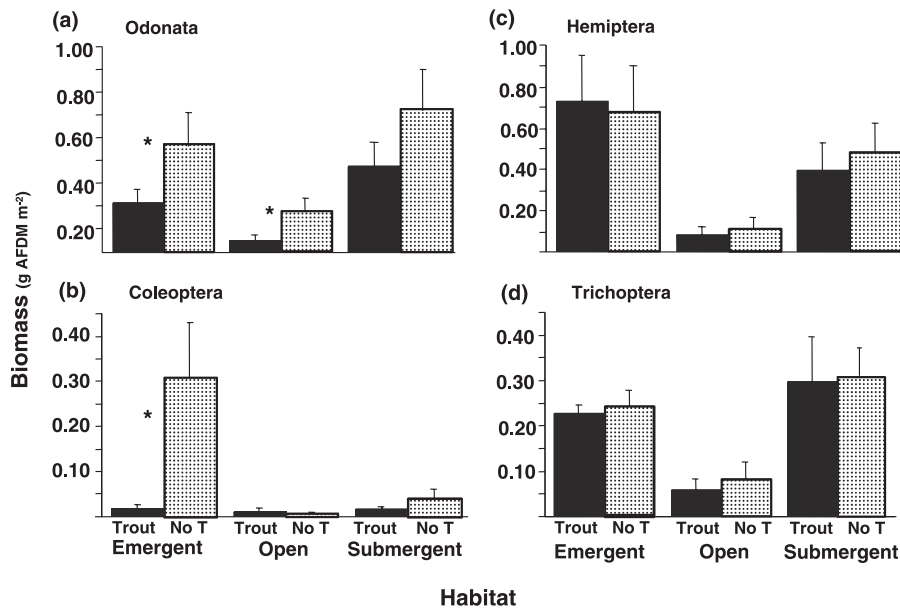 (a) Odonata
1.00
0.80
0.60
0.40
0.20
*
*
(c) Hemiptera
1.00
0.80
0.70
0.40
0.20
Biomass (g AFDM m⁻²)
(b) Coleoptera
0.40
0.30
0.20
0.10
*
Trout No T Trout No T Trout No T
Emergent Open Submergent
(d) Trichoptera
0.40
0.30
0.20
0.10
Trout No T Trout No T Trout No T
Emergent Open Submergent
Habitat